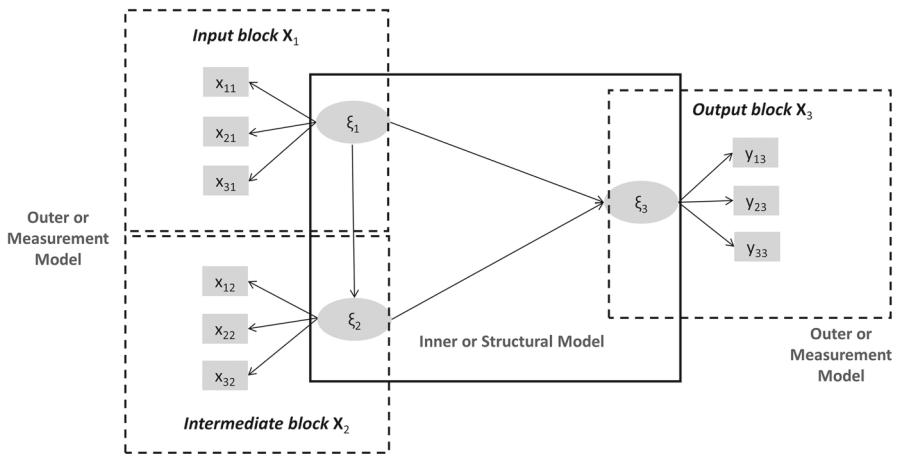 Input block X₁
x₁₁
x₂₁
x₃₁
ξ₁
Output block X₃
y₁₃
y₂₃
y₃₃
ξ₃
Outer or
Measurement
Model
x₁₂
x₂₂
x₃₂
ξ₂
Inner or Structural Model
Outer or
Measurement
Model
Intermediate block X₂